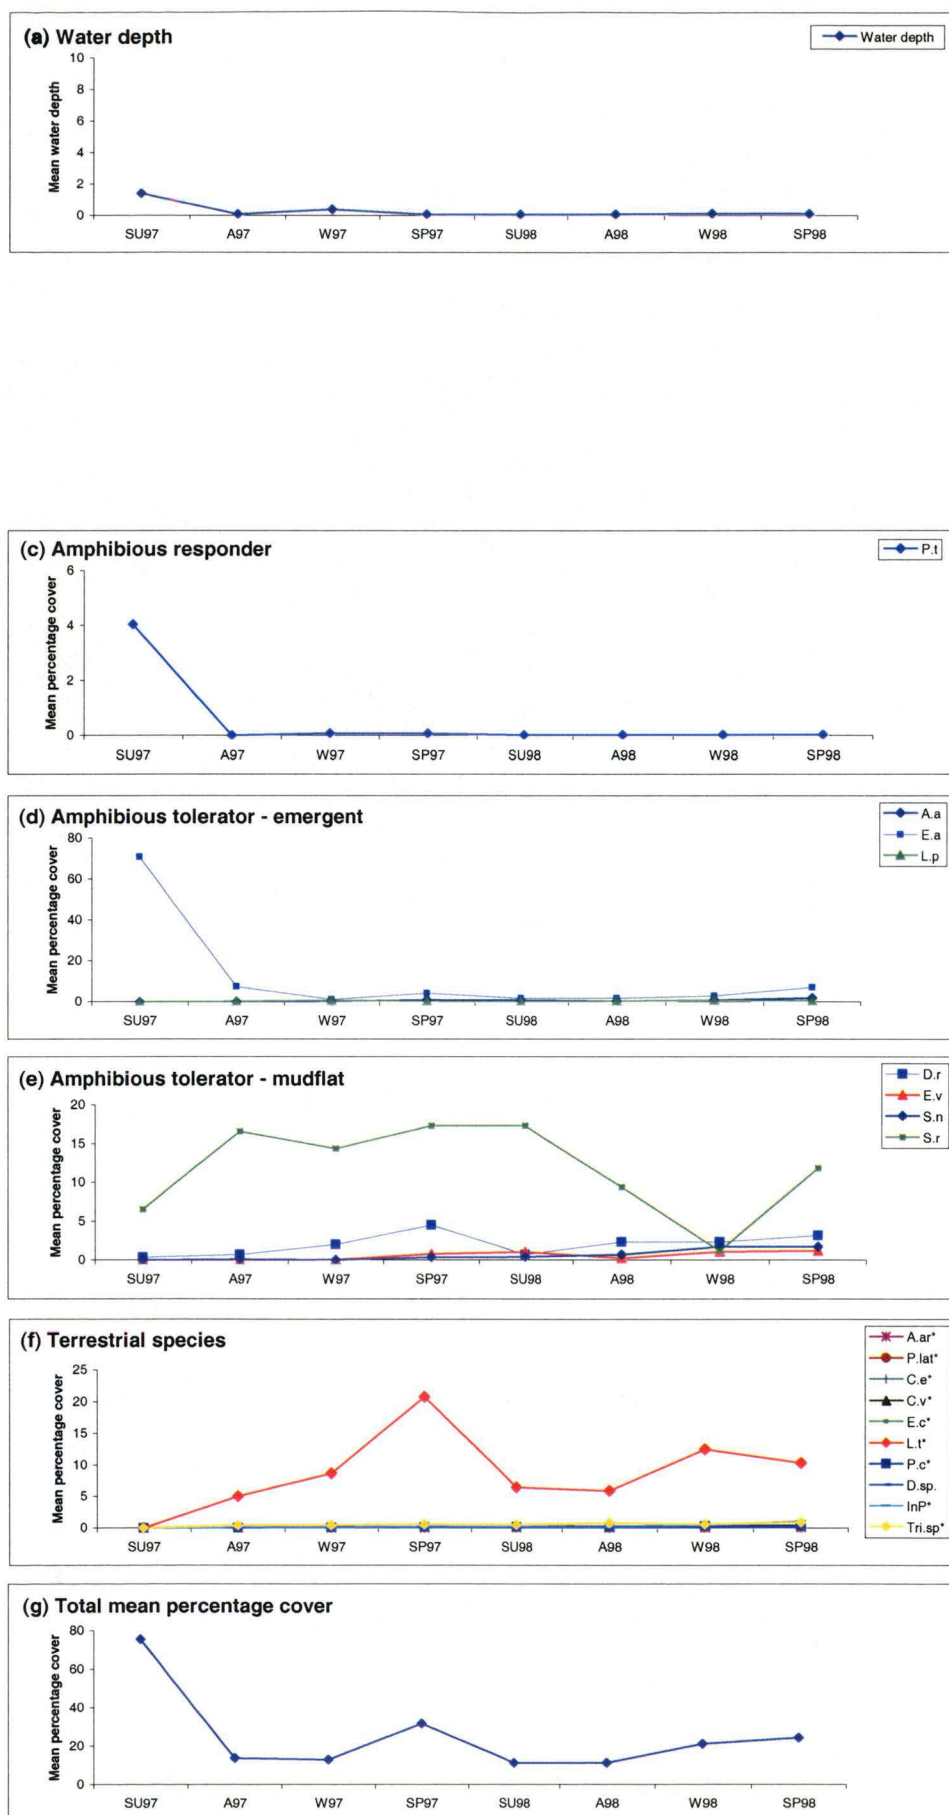 (a) Water depth
Water depth
Mean water depth
10
8
6
4
2
0
SU97 A97 W97 SP97 SU98 A98 W98 SP98
(c) Amphibious responder
P.t
Mean percentage cover
6
4
2
0
SU97 A97 W97 SP97 SU98 A98 W98 SP98
(d) Amphibious tolerator - emergent
A.a
E.a
L.p
Mean percentage cover
80
60
40
20
0
SU97 A97 W97 SP97 SU98 A98 W98 SP98
(e) Amphibious tolerator - mudflat
D.r
E.v
S.n
S.r
Mean percentage cover
20
15
10
5
0
SU97 A97 W97 SP97 SU98 A98 W98 SP98
(f) Terrestrial species
A.ar*
P.lat*
C.e*
C.v*
E.c*
L.t*
P.c*
D.sp.
InP*
Tri.sp*
Mean percentage cover
25
20
15
10
5
0
SU97 A97 W97 SP97 SU98 A98 W98 SP98
(g) Total mean percentage cover
Mean percentage cover
80
60
40
20
0
SU97 A97 W97 SP97 SU98 A98 W98 SP98